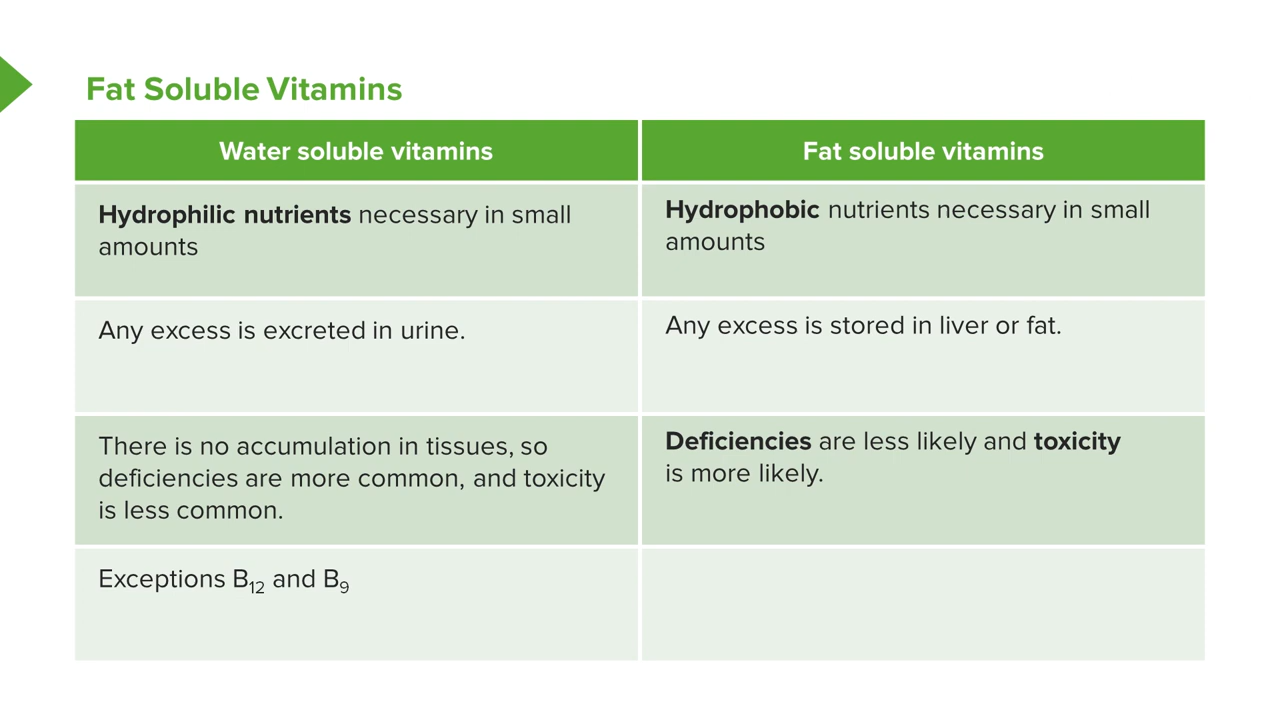 Fat Soluble Vitamins
Water soluble vitamins
Fat soluble vitamins
Hydrophilic nutrients necessary in small
amounts
Hydrophobic nutrients necessary in small
amounts
Any excess is excreted in urine.
Any excess is stored in liver or fat.
There is no accumulation in tissues, so
deficiencies are more common, and toxicity
is less common.
Deficiencies are less likely and toxicity
is more likely.
Exceptions B₁₂ and B₉